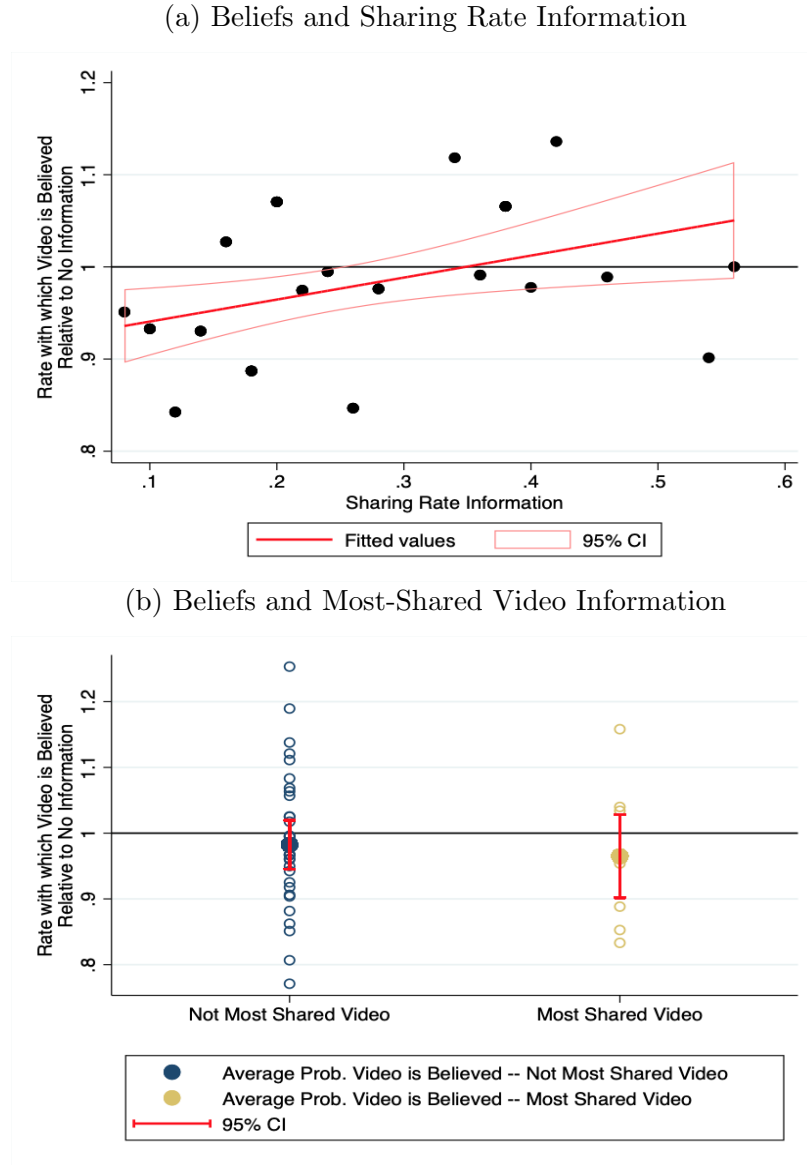 (a) Beliefs and Sharing Rate Information
Rate with which Video is Believed
Relative to No Information
1.2
1.1
1
.9
.8
.1 .2 .3 .4 .5 .6
Sharing Rate Information
Fitted values 95% CI
(b) Beliefs and Most-Shared Video Information
Rate with which Video is Believed
Relative to No Information
1.2
1.1
1
.9
.8
Not Most Shared Video Most Shared Video
Average Prob. Video is Believed -- Not Most Shared Video
Average Prob. Video is Believed -- Most Shared Video
95% CI